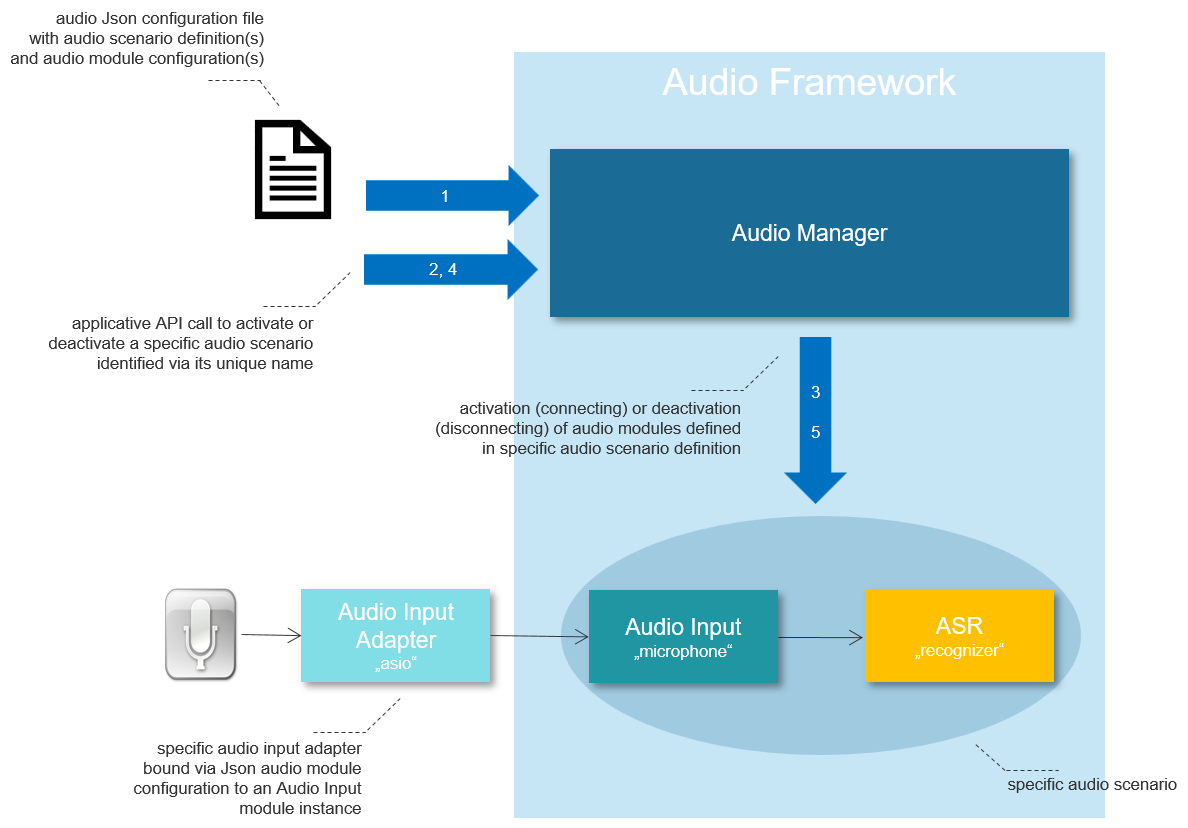 audio Json configuration file
with audio scenario definition(s)
and audio module configuration(s)
Audio Framework
1
Audio Manager
2, 4
applicative API call to activate or
deactivate a specific audio scenario
identified via its unique name
3
5
activation (connecting) or deactivation
(disconnecting) of audio modules defined
in specific audio scenario definition
Audio Input
Adapter
„asio“
Audio Input
„microphone“
ASR
„recognizer“
specific audio input adapter
bound via Json audio module
configuration to an Audio Input
module instance
specific audio scenario